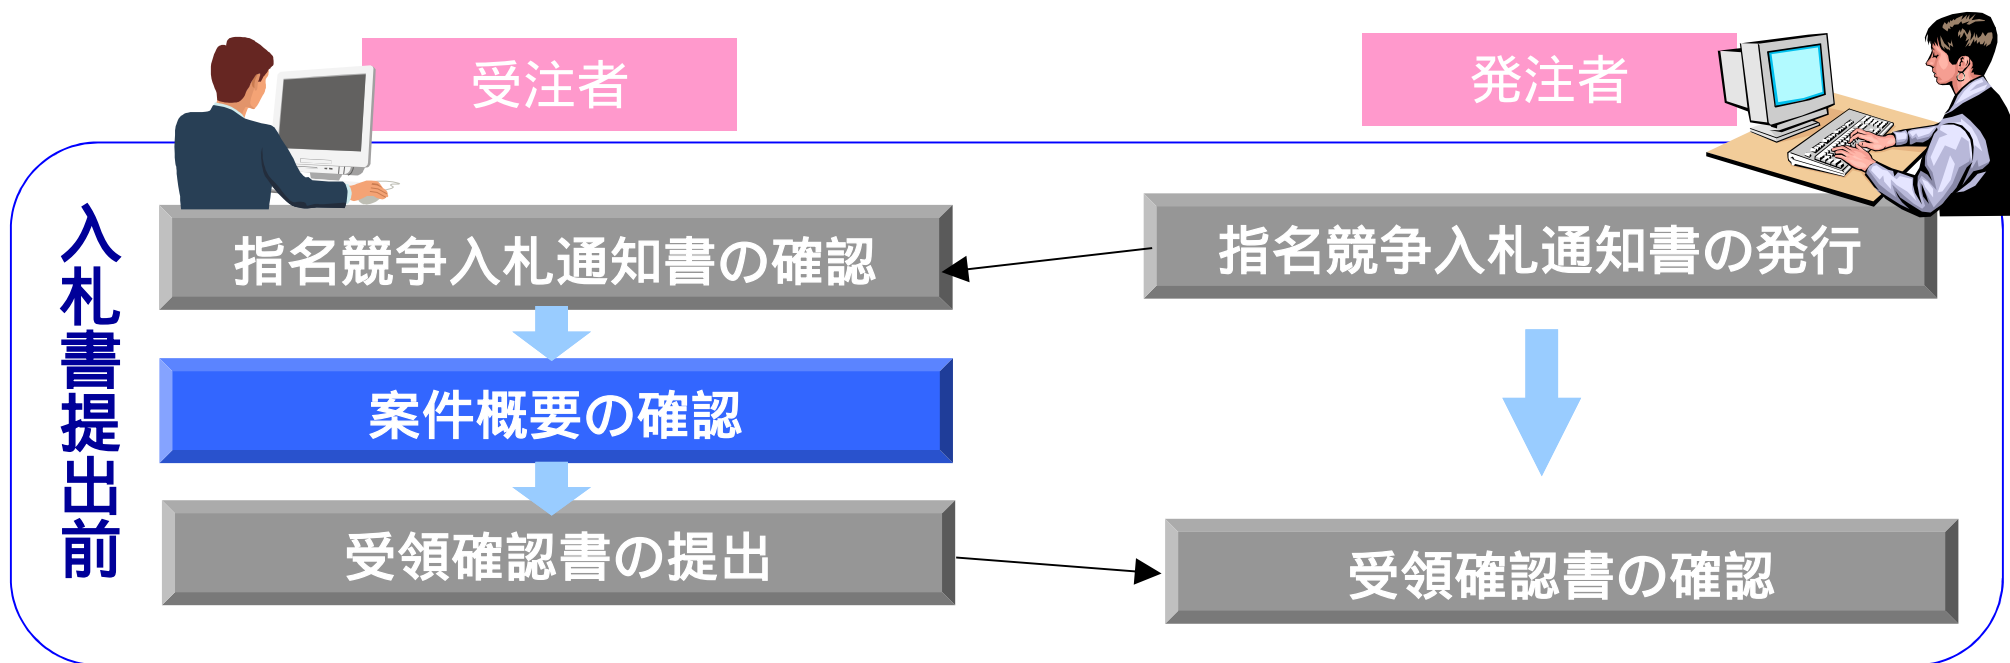 受注者
発注者
入札書提出前
指名競争入札通知書の確認
指名競争入札通知書の発行
案件概要の確認
受領確認書の提出
受領確認書の確認